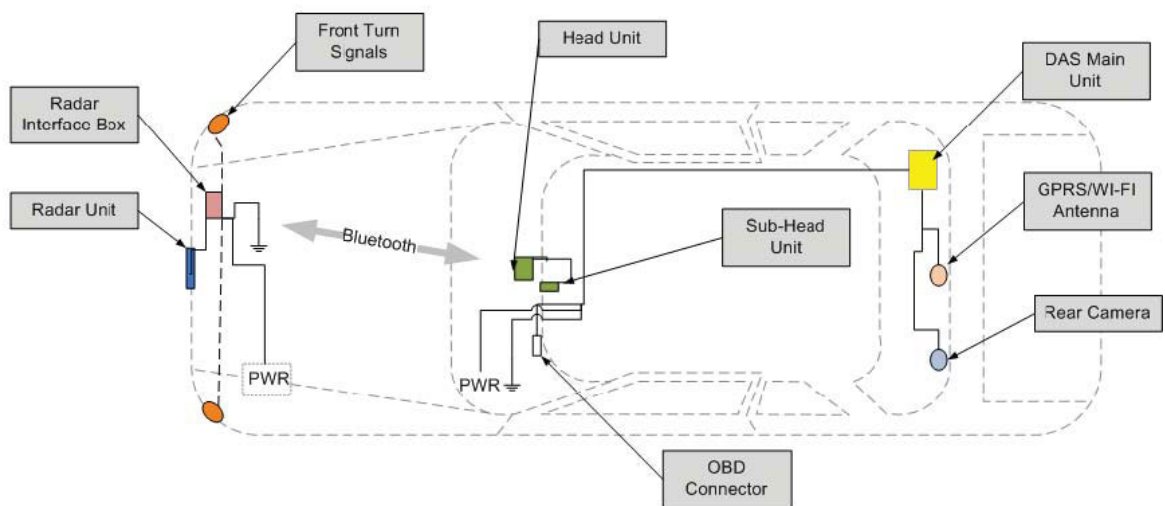 Front Turn
Signals
Head Unit
DAS Main
Unit
Radar
Interface Box
Radar Unit
GPRS/WI-FI
Antenna
Bluetooth
Sub-Head
Unit
Rear Camera
PWR
PWR
OBD
Connector